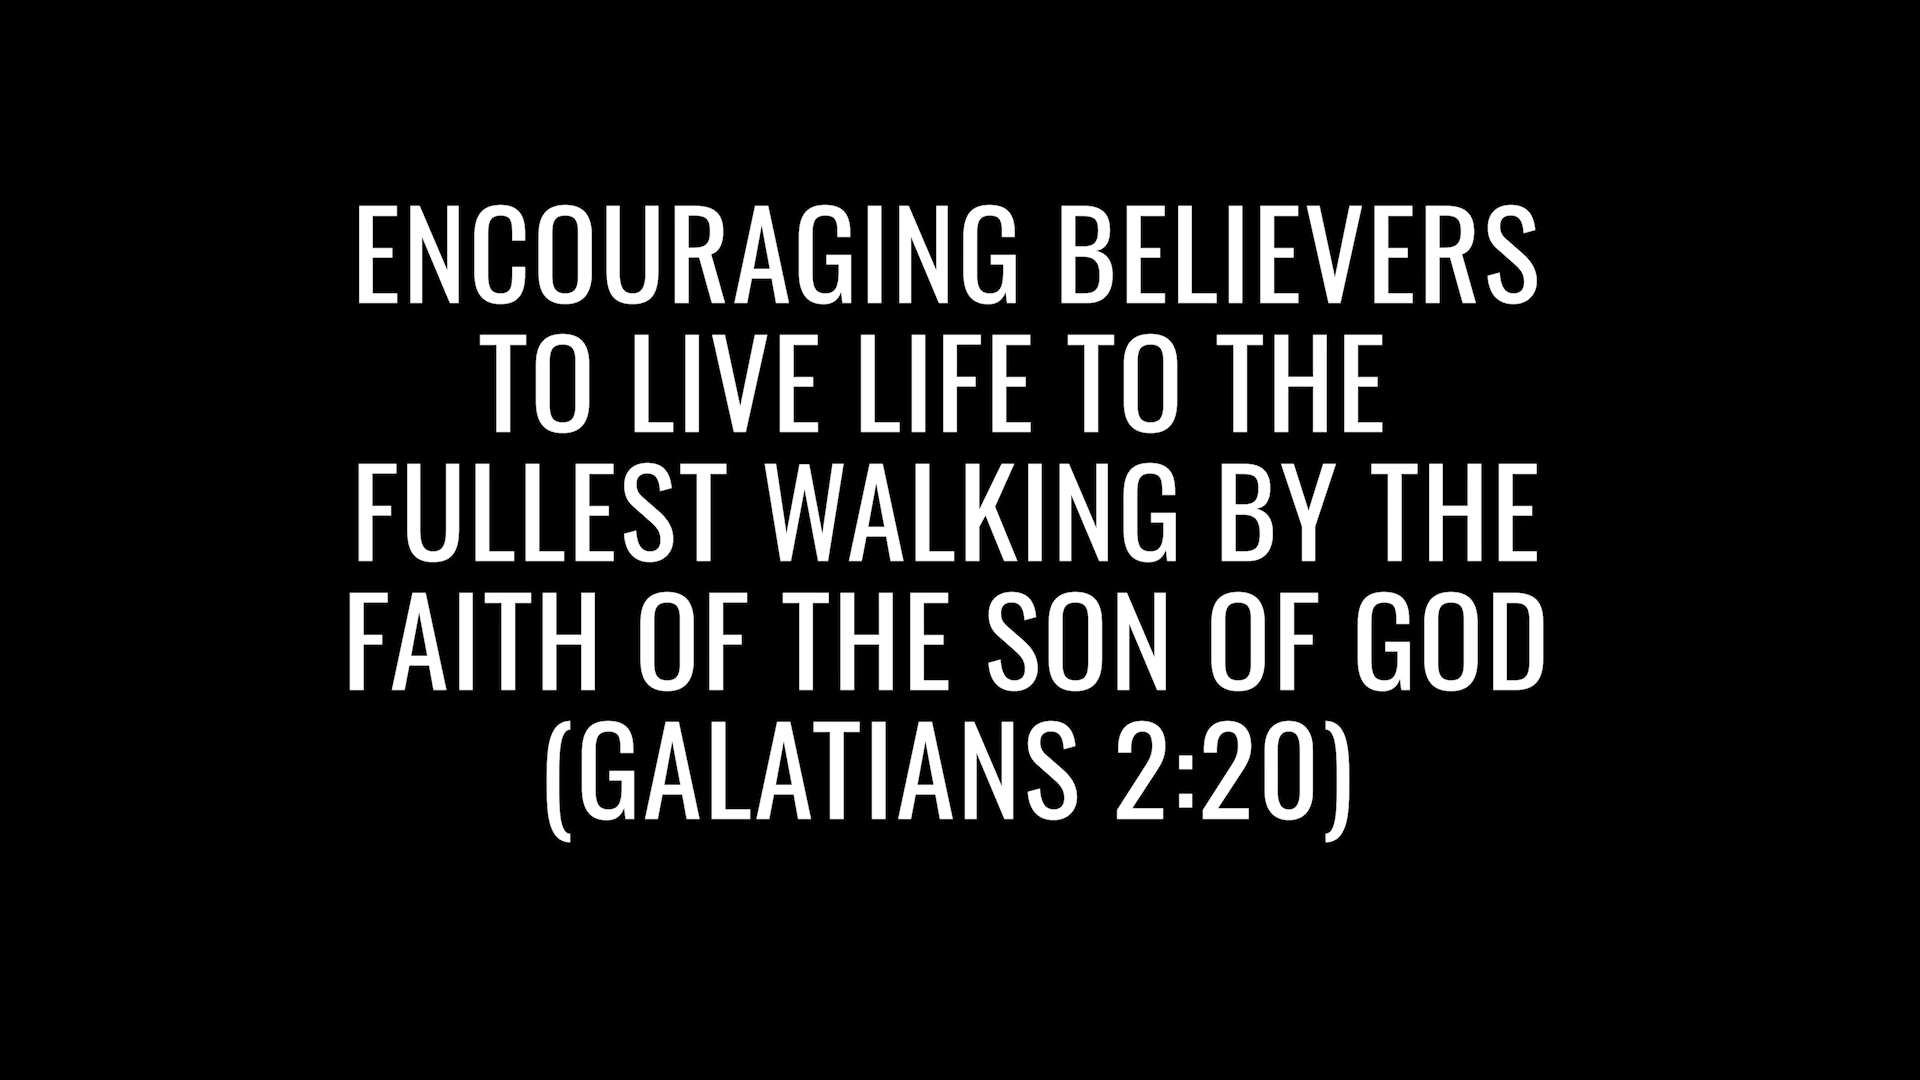 ENCOURAGING BELIEVERS
TO LIVE LIFE TO THE
FULLEST WALKING BY THE
FAITH OF THE SON OF GOD
(GALATIANS 2:20)